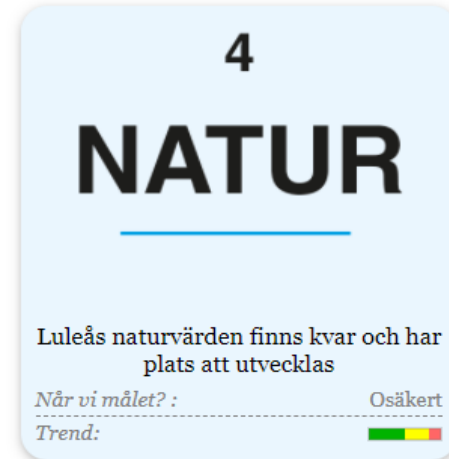 4
NATUR
Luleås naturvärden finns kvar och har
plats att utvecklas
Når vi målet? : Osäkert
Trend: